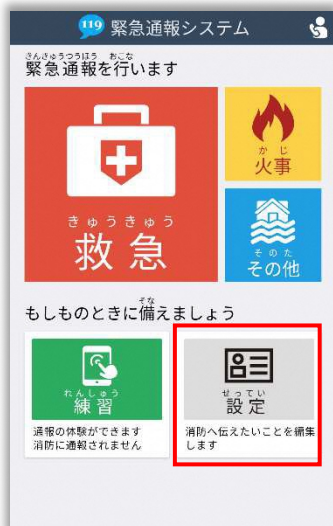 119 緊急通報システム
きんきゅうつうほう おこな
緊急通報を行います
きゅうきゅう
救急
かじ
火事
そのた
その他
そな
もしものときに備えましょう
れんしゅう
練習
通報の体験ができます
消防に通報されません
せってい
設定
消防へ伝えたいことを編集
します